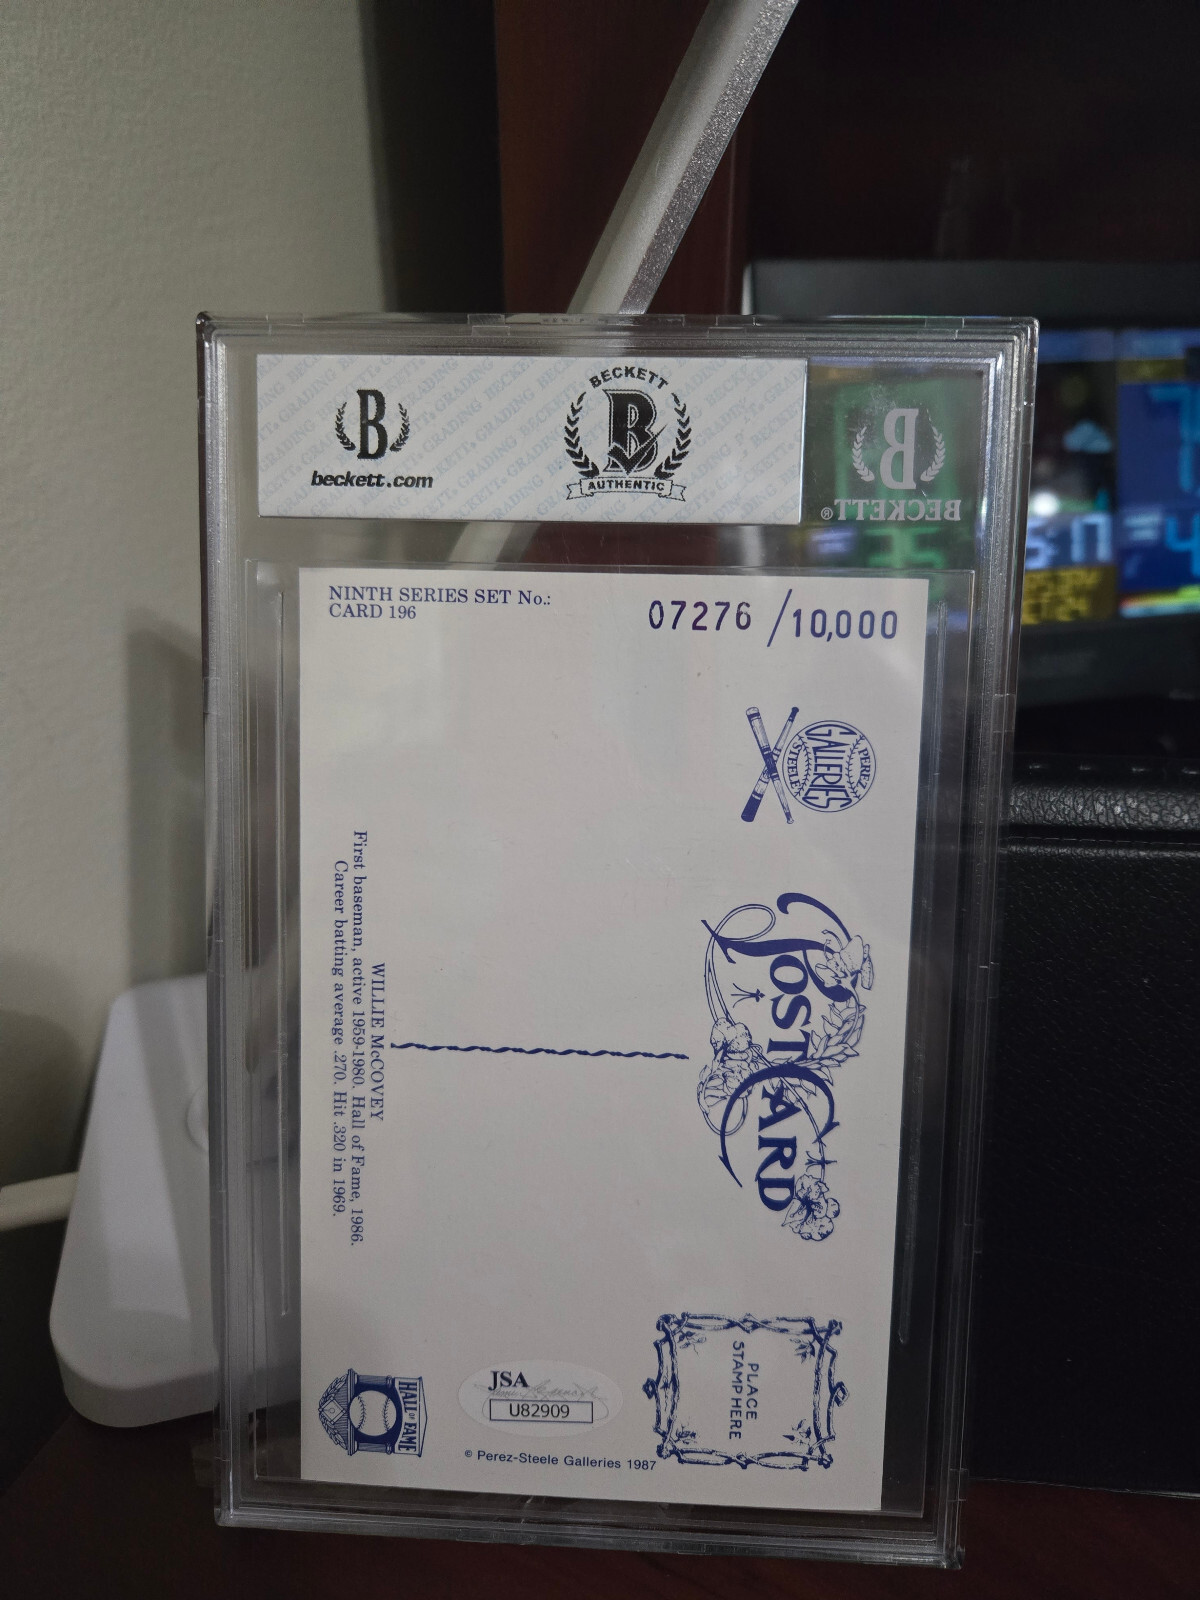 BECKETT
B
B
beckett.com
AUTHENTIC
B
BECKETT®
NINTH SERIES SET No.:
CARD 196
07276 / 10,000
PEREZ
GALLERIES
STEELE
POST CARD
WILLIE McCOVEY
First baseman, active 1959-1980. Hall of Fame, 1986.
Career batting average .270. Hit .320 in 1969.
PLACE
STAMP HERE
HALL OF FAME
JSA
U82909
© Perez-Steele Galleries 1987